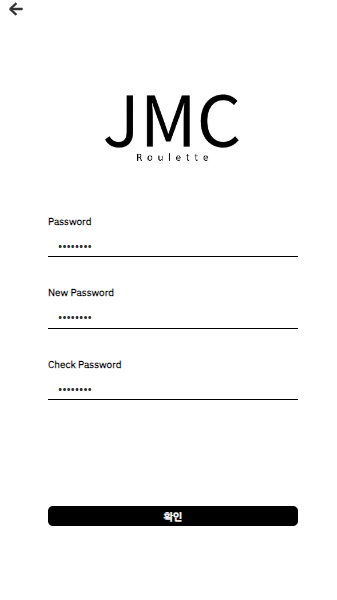 JMC
Roulette
Password
••••••••
New Password
••••••••
Check Password
••••••••
확인